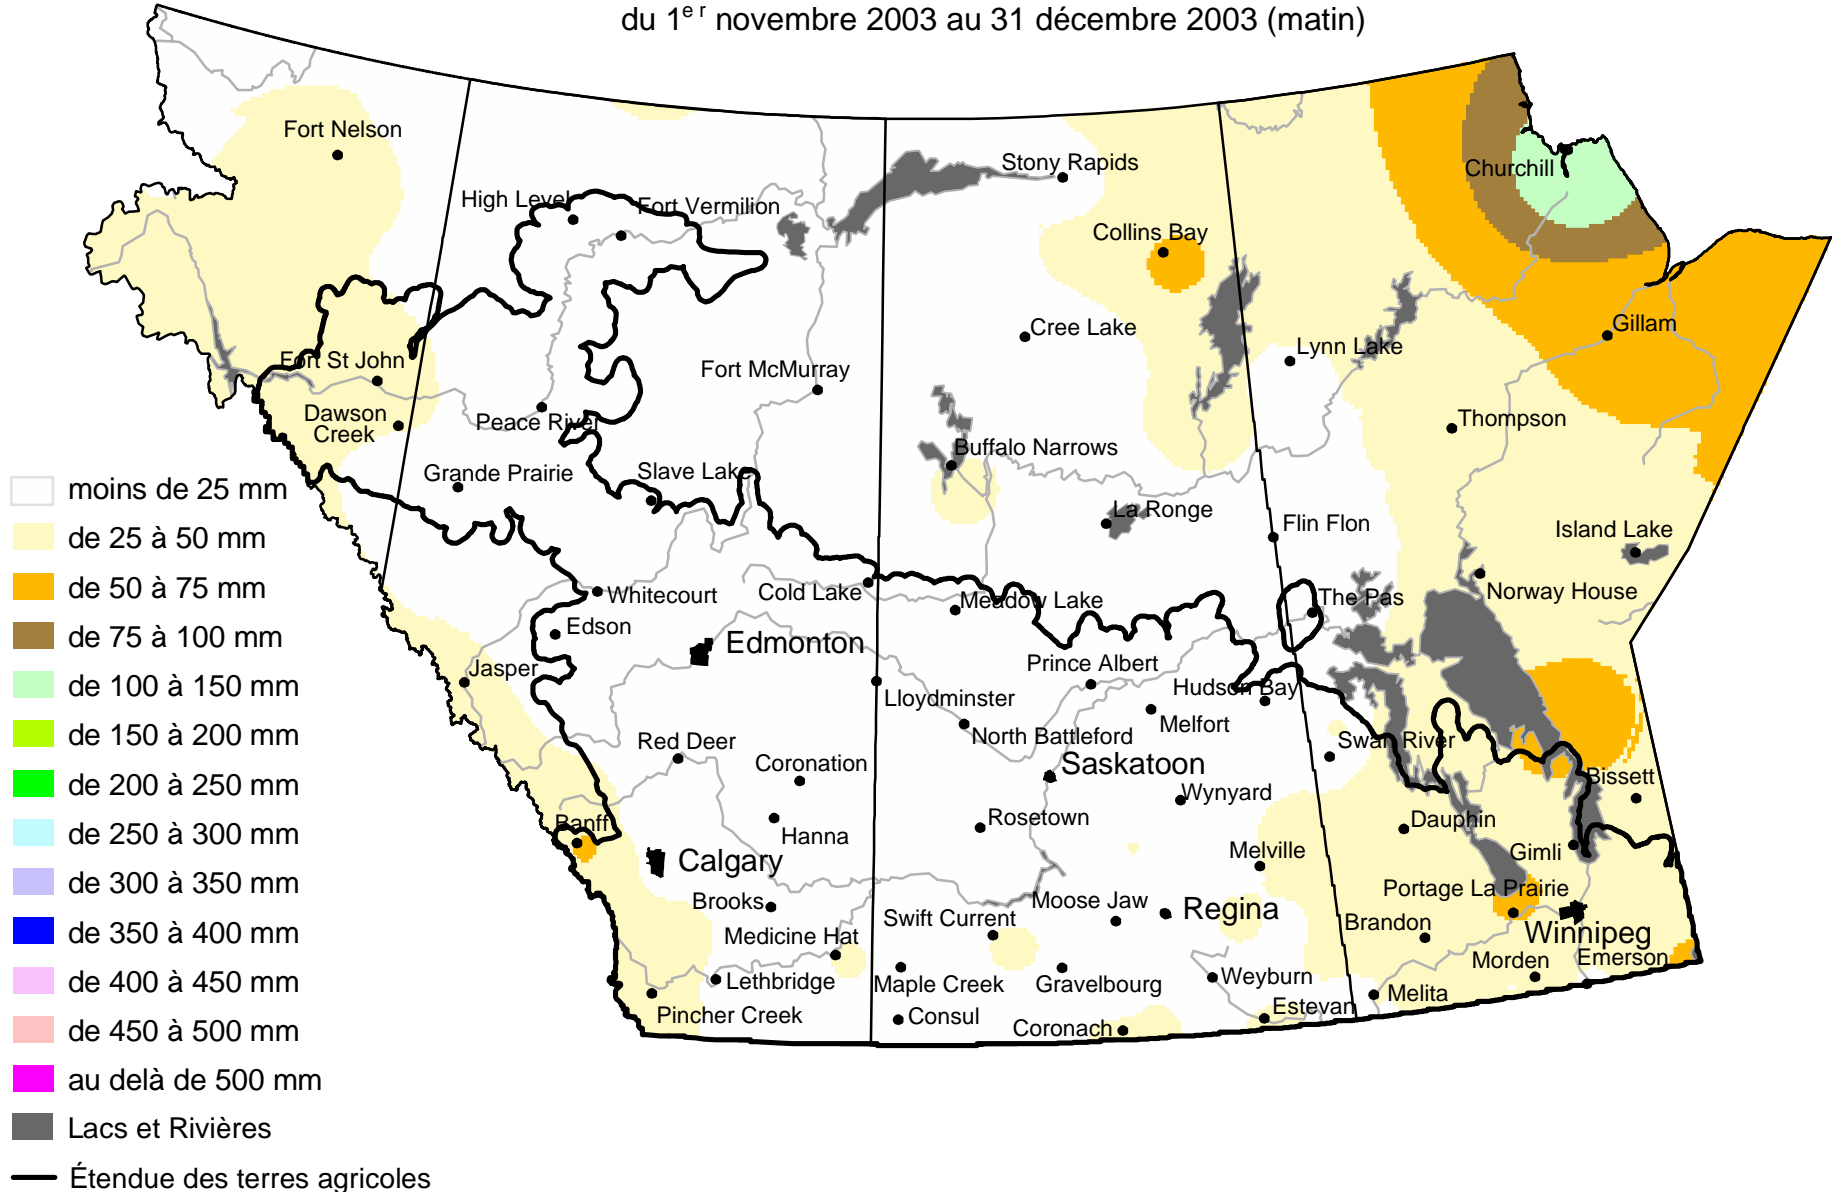 du 1er novembre 2003 au 31 décembre 2003 (matin)
Fort Nelson
Churchill
Stony Rapids
High Level
Fort Vermilion
Collins Bay
Gillam
Cree Lake
Lynn Lake
Fort St John
Fort McMurray
Dawson
Creek
Peace River
Thompson
Buffalo Narrows
Grande Prairie
Slave Lake
La Ronge
Flin Flon
Island Lake
Whitecourt
Cold Lake
Meadow Lake
The Pas
Norway House
Edson
Edmonton
Jasper
Prince Albert
Hudson Bay
Lloydminster
Melfort
North Battleford
Red Deer
Swan River
Coronation
Saskatoon
Bissett
Wynyard
Banff
Hanna
Rosetown
Dauphin
Calgary
Melville
Gimli
Portage La Prairie
Brooks
Swift Current
Moose Jaw
Regina
Brandon
Winnipeg
Medicine Hat
Morden
Emerson
Lethbridge
Maple Creek
Gravelbourg
Weyburn
Melita
Pincher Creek
Consul
Coronach
Estevan
moins de 25 mm
de 25 à 50 mm
de 50 à 75 mm
de 75 à 100 mm
de 100 à 150 mm
de 150 à 200 mm
de 200 à 250 mm
de 250 à 300 mm
de 300 à 350 mm
de 350 à 400 mm
de 400 à 450 mm
de 450 à 500 mm
au delà de 500 mm
Lacs et Rivières
Étendue des terres agricoles